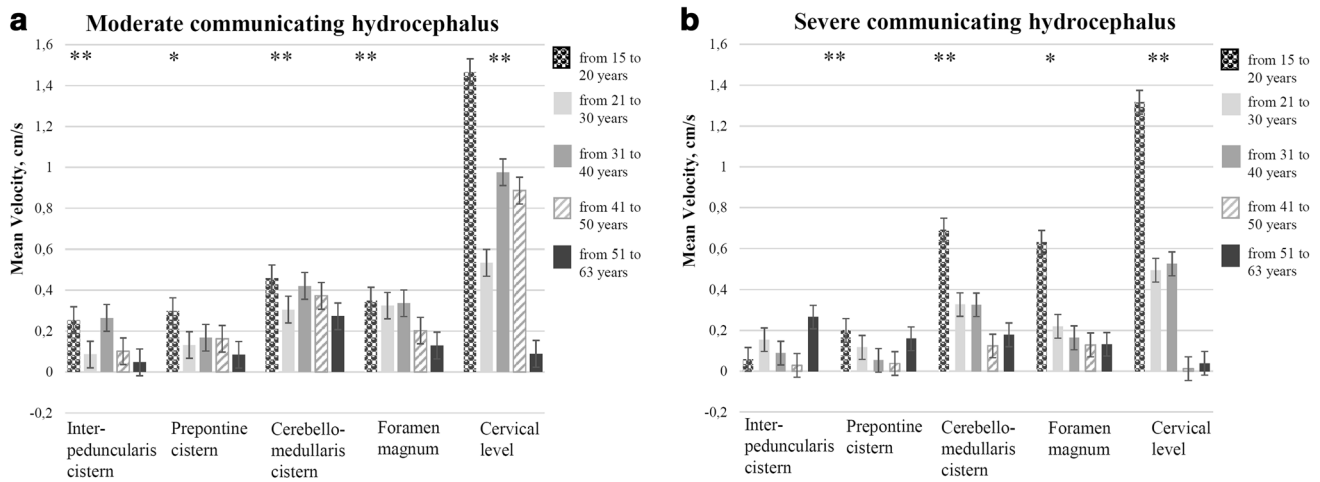 a
Moderate communicating hydrocephalus
Mean Velocity, cm/s
1,6
1,4
1,2
1
0,8
0,6
0,4
0,2
0
-0,2
**
*
**
**
**
Inter-
peduncularis
cistern
Prepontine
cistern
Cerebello-
medullaris
cistern
Foramen
magnum
Cervical
level
from 15 to
20 years
from 21 to
30 years
from 31 to
40 years
from 41 to
50 years
from 51 to
63 years
b
Severe communicating hydrocephalus
Mean Velocity, cm/s
1,6
1,4
1,2
1
0,8
0,6
0,4
0,2
0
-0,2
**
**
*
**
Inter-
peduncularis
cistern
Prepontine
cistern
Cerebello-
medullaris
cistern
Foramen
magnum
Cervical
level
from 15 to
20 years
from 21 to
30 years
from 31 to
40 years
from 41 to
50 years
from 51 to
63 years